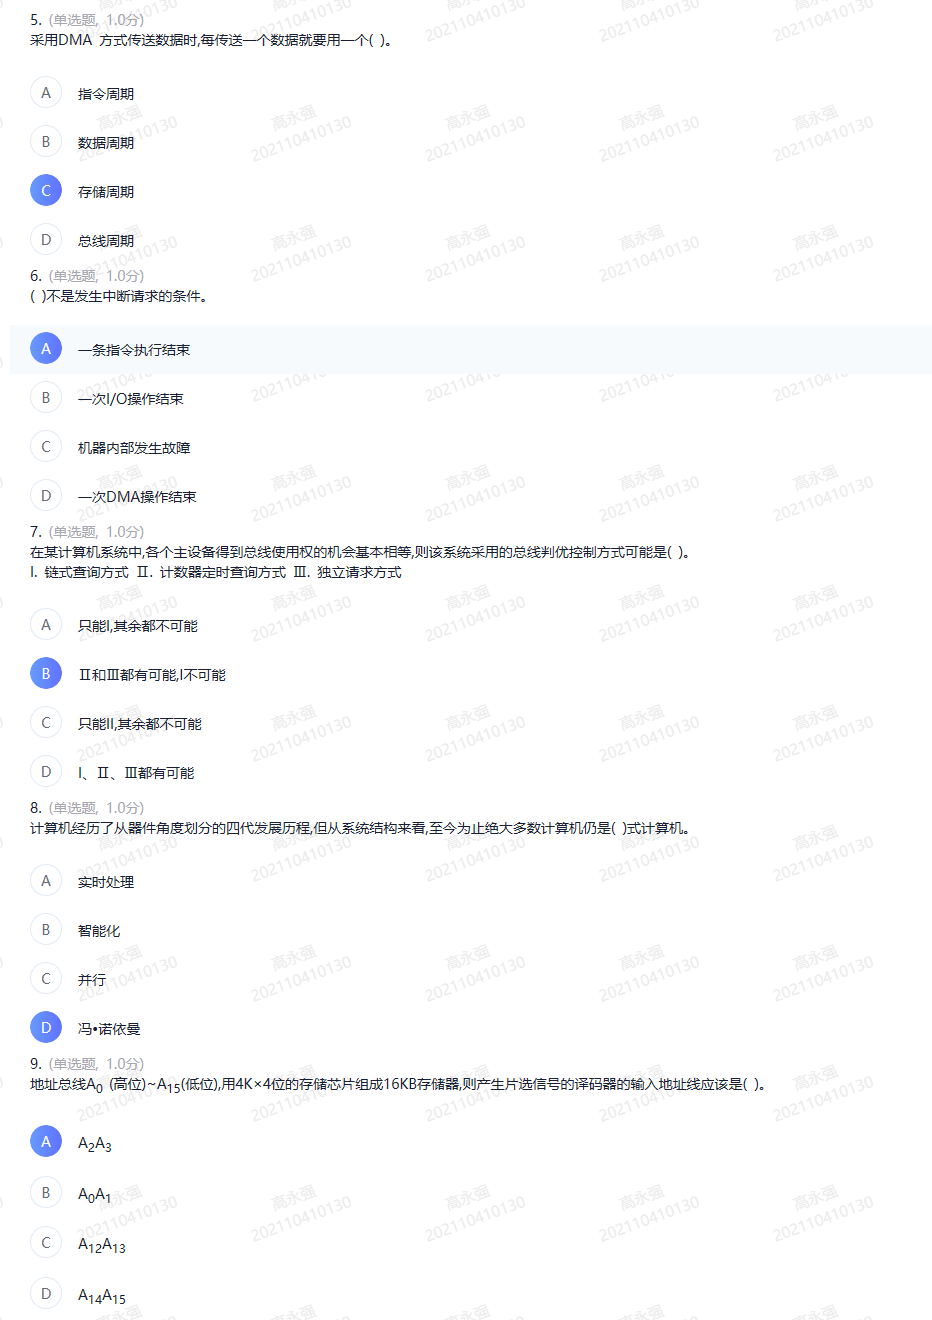 5. (单选题, 1.0分)
采用DMA 方式传送数据时,每传送一个数据就要用一个( )。
A 指令周期
B 数据周期
C 存储周期
D 总线周期
6. (单选题, 1.0分)
( )不是发生中断请求的条件。
A 一条指令执行结束
B 一次I/O操作结束
C 机器内部发生故障
D 一次DMA操作结束
7. (单选题, 1.0分)
在某计算机系统中,各个主设备得到总线使用权的机会基本相等,则该系统采用的总线判优控制方式可能是( )。
I. 链式查询方式 Ⅱ. 计数器定时查询方式 Ⅲ. 独立请求方式
A 只能I,其余都不可能
B Ⅱ和Ⅲ都有可能,I不可能
C 只能II,其余都不可能
D I、Ⅱ、Ⅲ都有可能
8. (单选题, 1.0分)
计算机经历了从器件角度划分的四代发展历程,但从系统结构来看,至今为止绝大多数计算机仍是( )式计算机。
A 实时处理
B 智能化
C 并行
D 冯•诺依曼
9. (单选题, 1.0分)
地址总线A0 (高位)~A15(低位),用4K×4位的存储芯片组成16KB存储器,则产生片选信号的译码器的输入地址线应该是( )。
A A2A3
B A0A1
C A12A13
D A14A15
高永强
202110410130